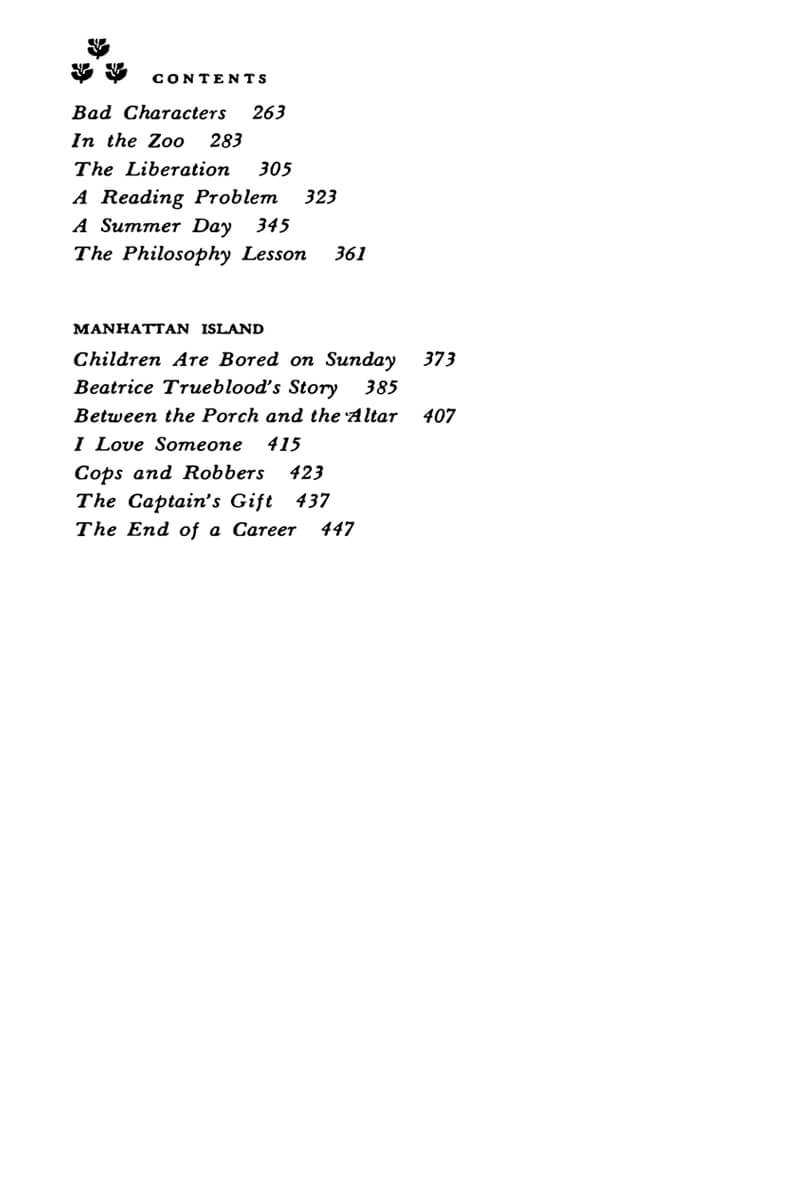 CONTENTS
Bad Characters 263
In the Zoo 283
The Liberation 305
A Reading Problem 323
A Summer Day 345
The Philosophy Lesson 361
MANHATTAN ISLAND
Children Are Bored on Sunday 373
Beatrice Trueblood's Story 385
Between the Porch and the Altar 407
I Love Someone 415
Cops and Robbers 423
The Captain's Gift 437
The End of a Career 447